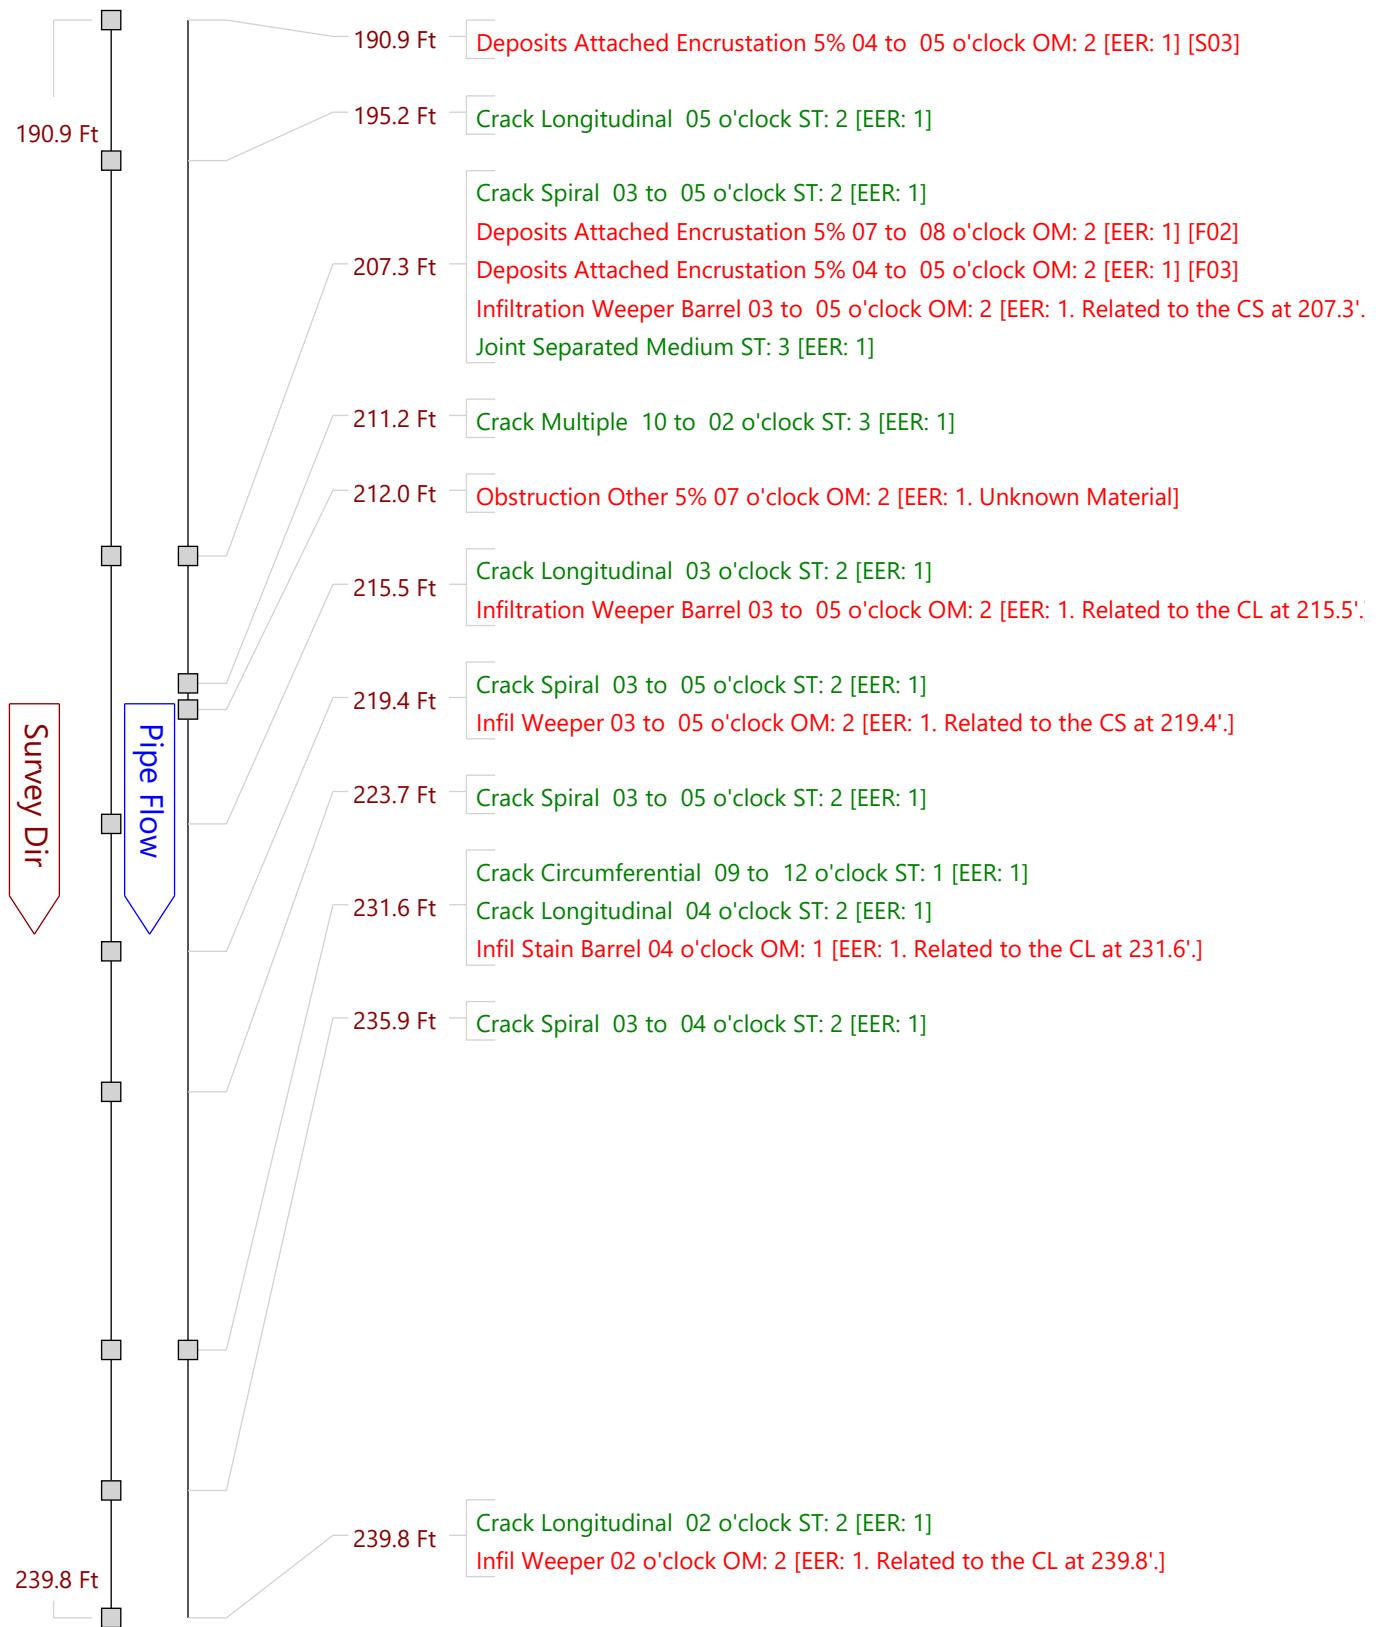 190.9 Ft
Deposits Attached Encrustation 5% 04 to 05 o'clock OM: 2 [EER: 1] [S03]
195.2 Ft
Crack Longitudinal 05 o'clock ST: 2 [EER: 1]
190.9 Ft
Crack Spiral 03 to 05 o'clock ST: 2 [EER: 1]
Deposits Attached Encrustation 5% 07 to 08 o'clock OM: 2 [EER: 1] [F02]
207.3 Ft
Deposits Attached Encrustation 5% 04 to 05 o'clock OM: 2 [EER: 1] [F03]
Infiltration Weeper Barrel 03 to 05 o'clock OM: 2 [EER: 1. Related to the CS at 207.3'.
Joint Separated Medium ST: 3 [EER: 1]
211.2 Ft
Crack Multiple 10 to 02 o'clock ST: 3 [EER: 1]
212.0 Ft
Obstruction Other 5% 07 o'clock OM: 2 [EER: 1. Unknown Material]
215.5 Ft
Crack Longitudinal 03 o'clock ST: 2 [EER: 1]
Infiltration Weeper Barrel 03 to 05 o'clock OM: 2 [EER: 1. Related to the CL at 215.5'.]
219.4 Ft
Crack Spiral 03 to 05 o'clock ST: 2 [EER: 1]
Infil Weeper 03 to 05 o'clock OM: 2 [EER: 1. Related to the CS at 219.4'.]
Survey Dir
Pipe Flow
223.7 Ft
Crack Spiral 03 to 05 o'clock ST: 2 [EER: 1]
231.6 Ft
Crack Circumferential 09 to 12 o'clock ST: 1 [EER: 1]
Crack Longitudinal 04 o'clock ST: 2 [EER: 1]
Infil Stain Barrel 04 o'clock OM: 1 [EER: 1. Related to the CL at 231.6'.]
235.9 Ft
Crack Spiral 03 to 04 o'clock ST: 2 [EER: 1]
239.8 Ft
Crack Longitudinal 02 o'clock ST: 2 [EER: 1]
Infil Weeper 02 o'clock OM: 2 [EER: 1. Related to the CL at 239.8'.]
239.8 Ft